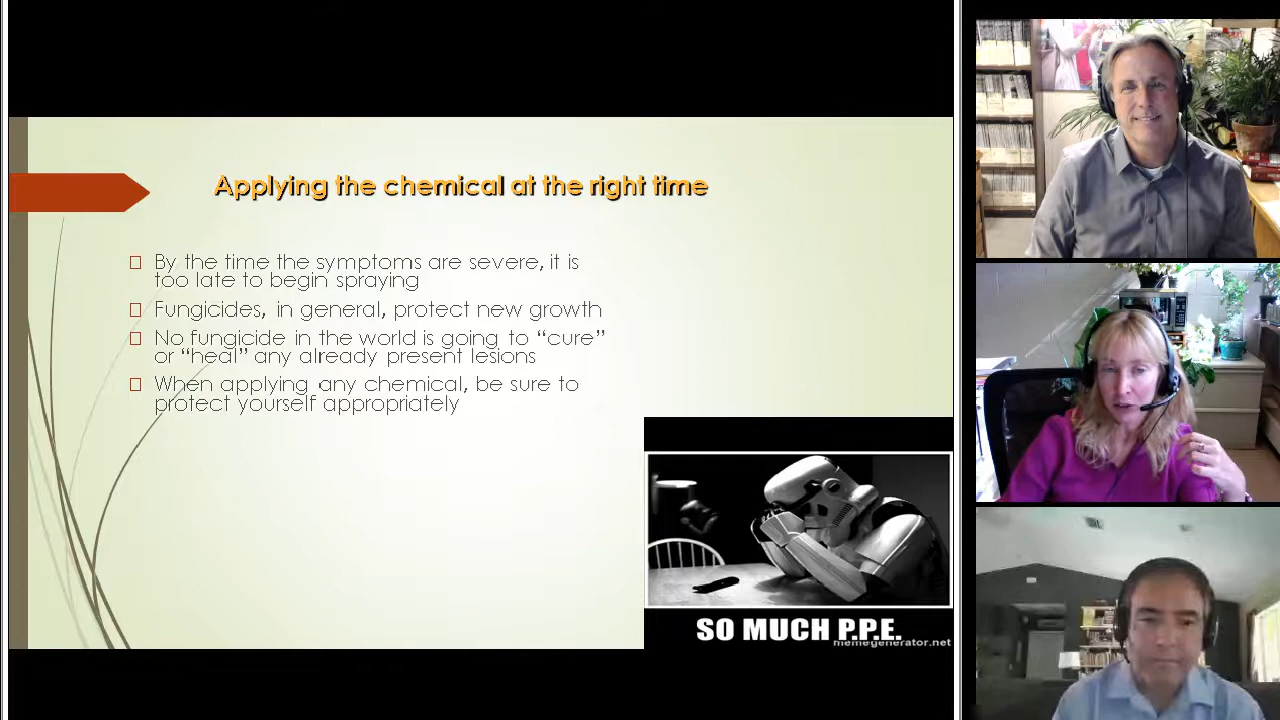 Applying the chemical at the right time
By the time the symptoms are severe, it is
too late to begin spraying
Fungicides, in general, protect new growth
No fungicide in the world is going to “cure”
or “heal” any already present lesions
When applying any chemical, be sure to
protect yourself appropriately
SO MUCH P.P.E.
memegenerator.net